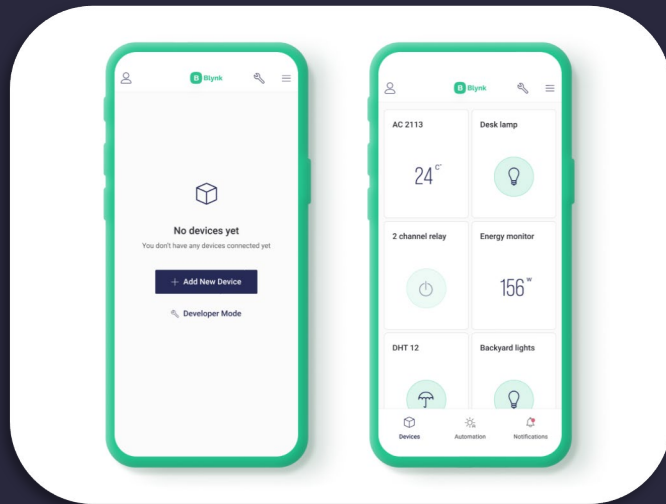 B Blynk
No devices yet
You don't have any devices connected yet
+ Add New Device
Developer Mode
B Blynk
AC 2113
Desk lamp
24 C°
2 channel relay
Energy monitor
156 w
DHT 12
Backyard lights
Devices
Automation
Notifications